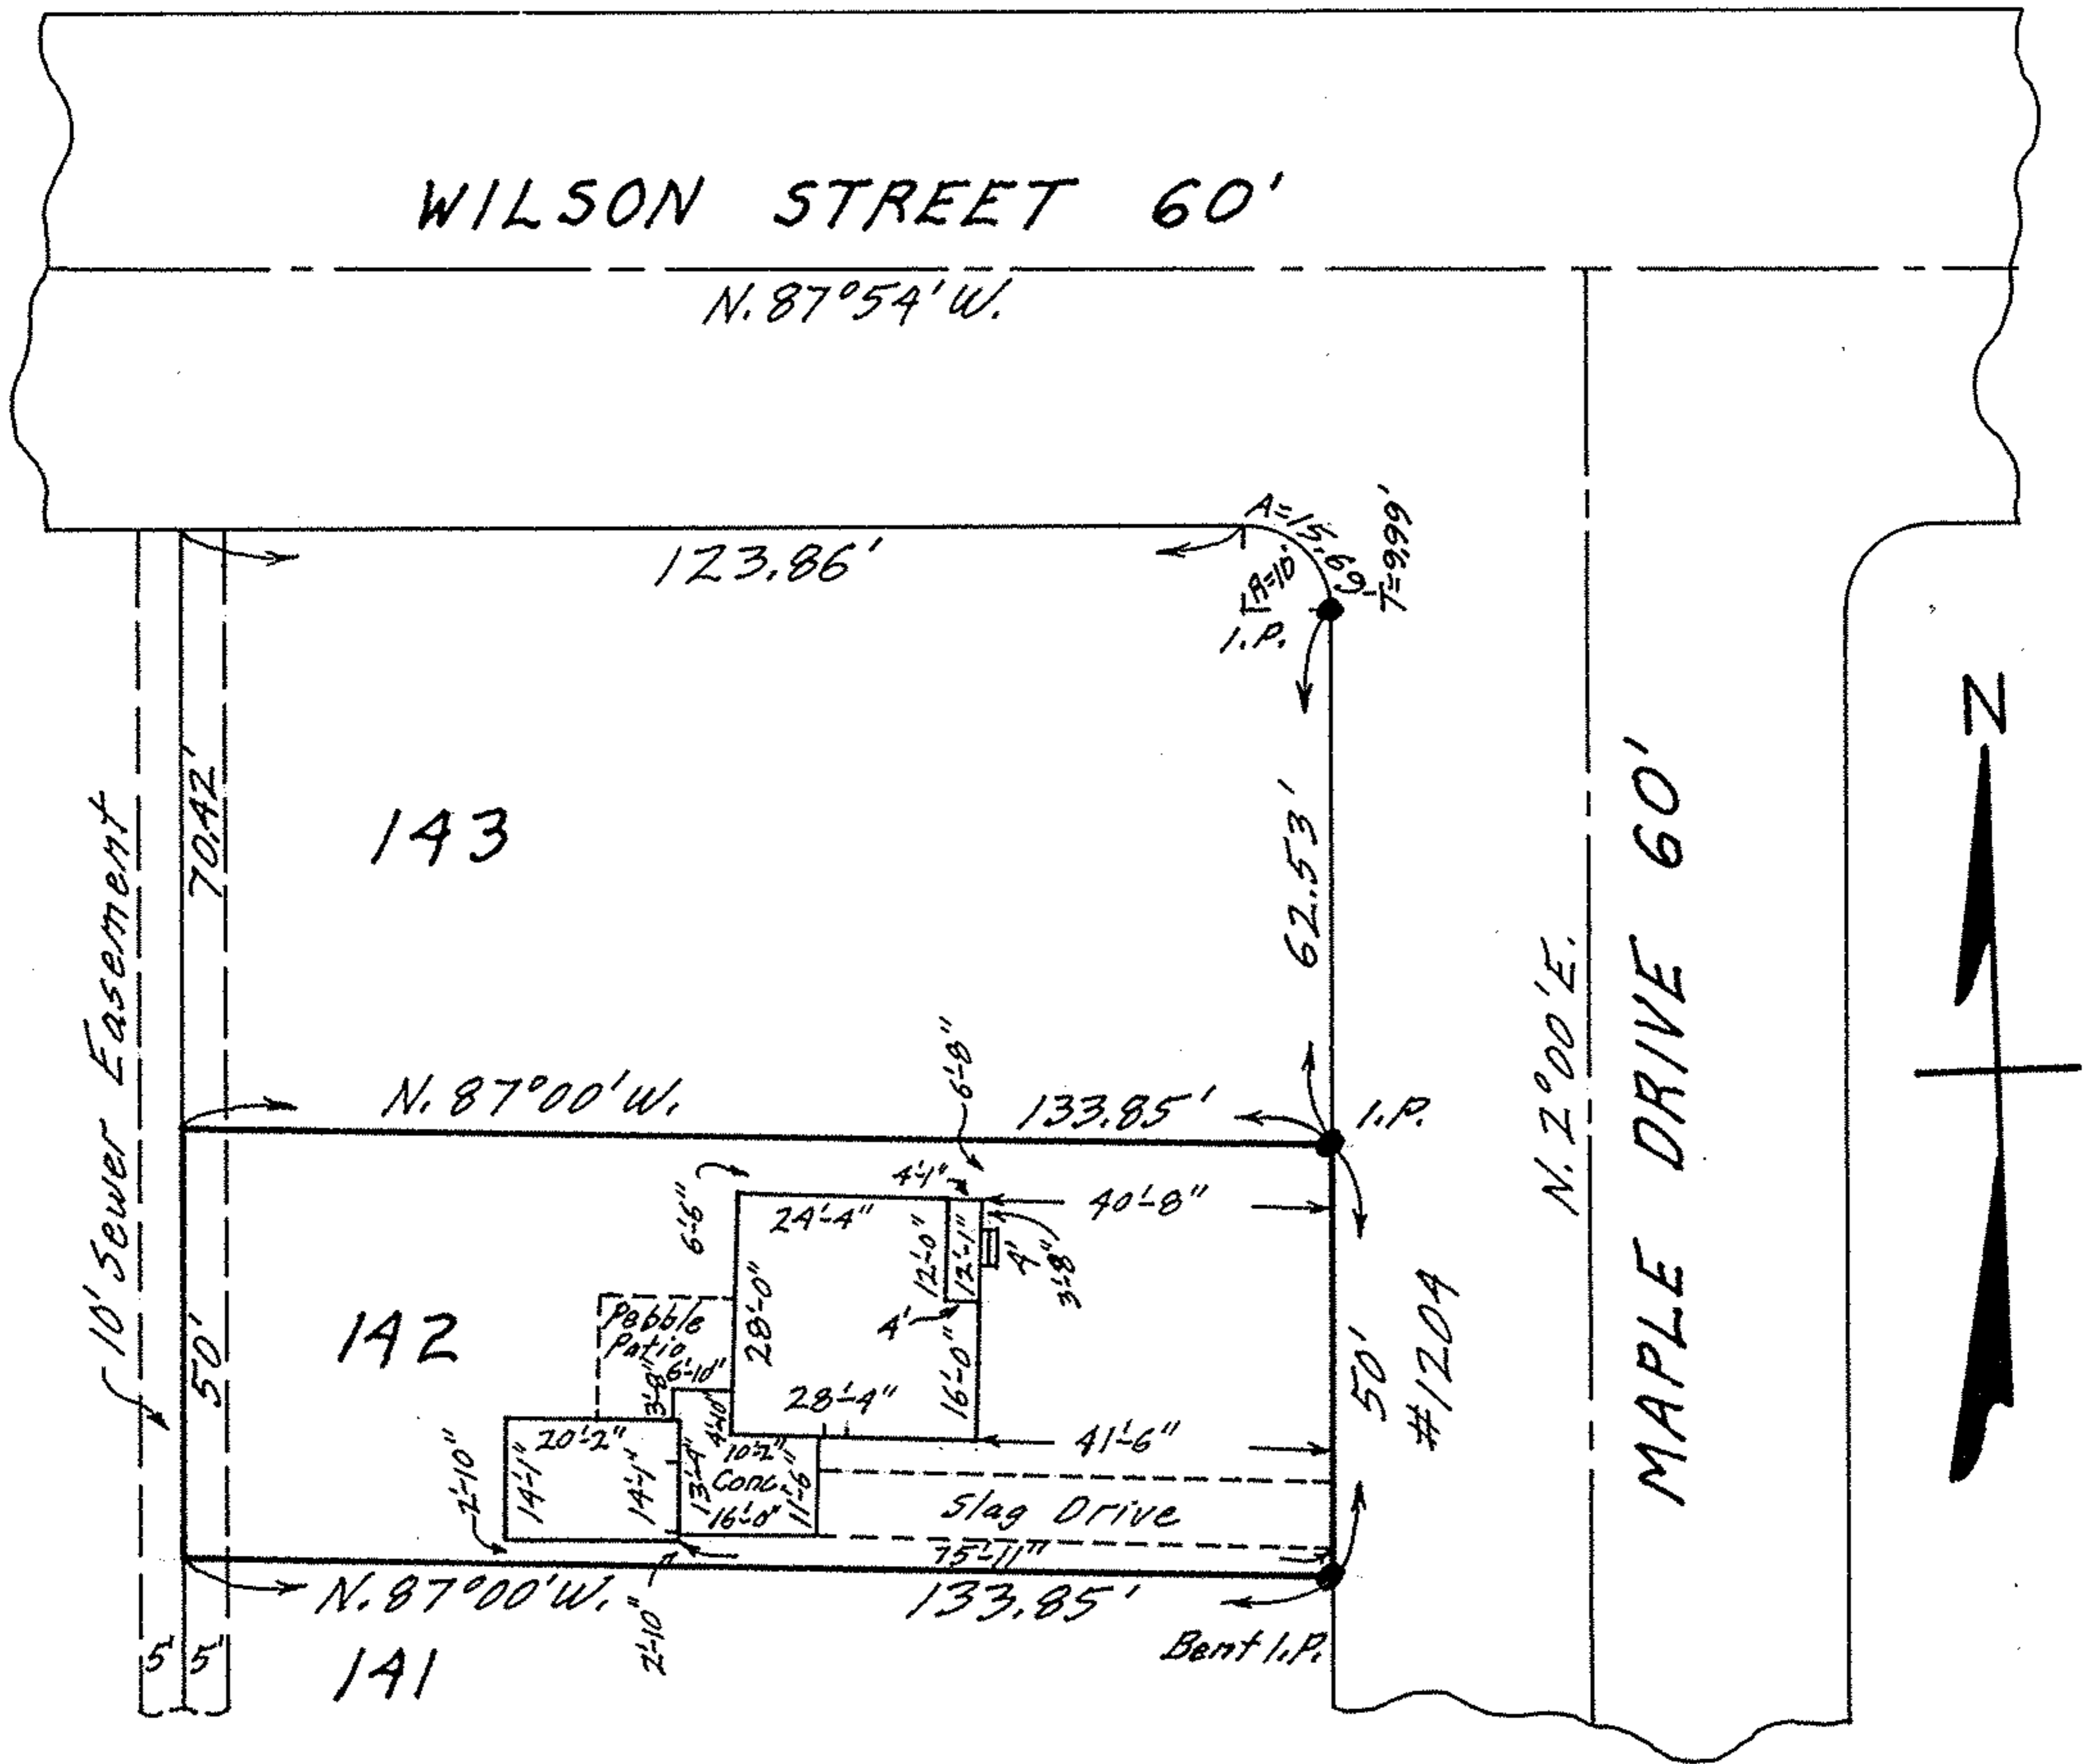 WILSON STREET 60'
N. 87°54' W.
123.86'
A=15.69'
R=10'
T=9.99'
I.P.
10' Sewer Easement
70.42'
143
62.53'
N
N. 87°00' W.
133.85'
I.P.
6'-8"
N. 2°00' E.
MAPLE DRIVE 60'
6'-6"
4'-1"
24'-4"
40'-8"
12'-0"
12'-1"
4'
3'-8"
142
50'
28'-0"
Pebble
Patio
4'
16'-0"
28'-4"
50'
#1204
6'-10"
3'-8"
4'-10"
20'-2"
10'-2"
41'-6"
2'-10"
14'-1"
14'-1"
13'-4"
Conc.
16'-0"
11'-6"
Slag Drive
75'-11"
N. 87°00' W.
2'-10"
133.85'
Bent I.P.
5' 5'
141